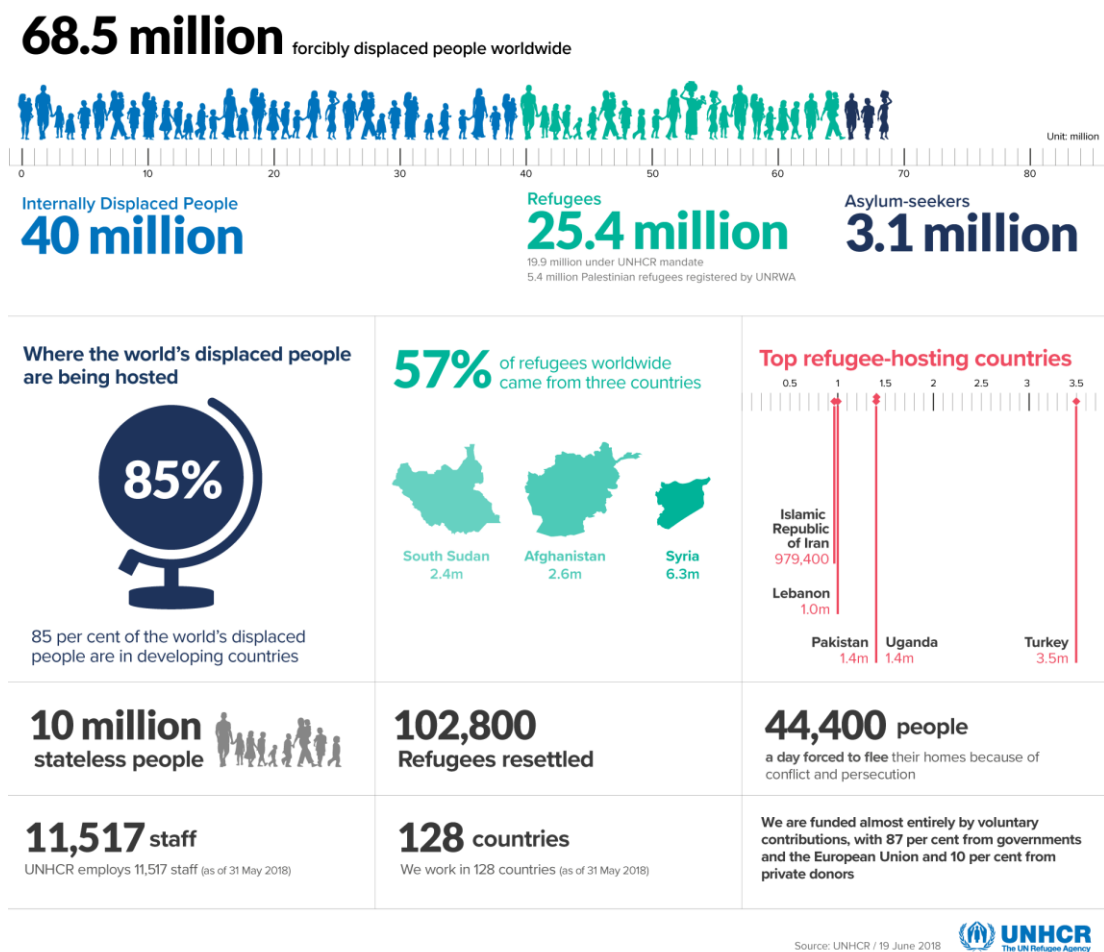 68.5 million forcibly displaced people worldwide
Unit: million
0 10 20 30 40 50 60 70 80
Internally Displaced People
40 million
Refugees
25.4 million
19.9 million under UNHCR mandate
5.4 million Palestinian refugees registered by UNRWA
Asylum-seekers
3.1 million
Where the world's displaced people
are being hosted
85%
85 per cent of the world's displaced
people are in developing countries
57% of refugees worldwide
came from three countries
South Sudan
2.4m
Afghanistan
2.6m
Syria
6.3m
Top refugee-hosting countries
0.5 1 1.5 2 2.5 3 3.5
Islamic
Republic
of Iran
979,400
Lebanon
1.0m
Pakistan
1.4m
Uganda
1.4m
Turkey
3.5m
10 million
stateless people
102,800
Refugees resettled
44,400 people
a day forced to flee their homes because of
conflict and persecution
11,517 staff
UNHCR employs 11,517 staff (as of 31 May 2018)
128 countries
We work in 128 countries (as of 31 May 2018)
We are funded almost entirely by voluntary
contributions, with 87 per cent from governments
and the European Union and 10 per cent from
private donors
Source: UNHCR / 19 June 2018
UNHCR
The UN Refugee Agency